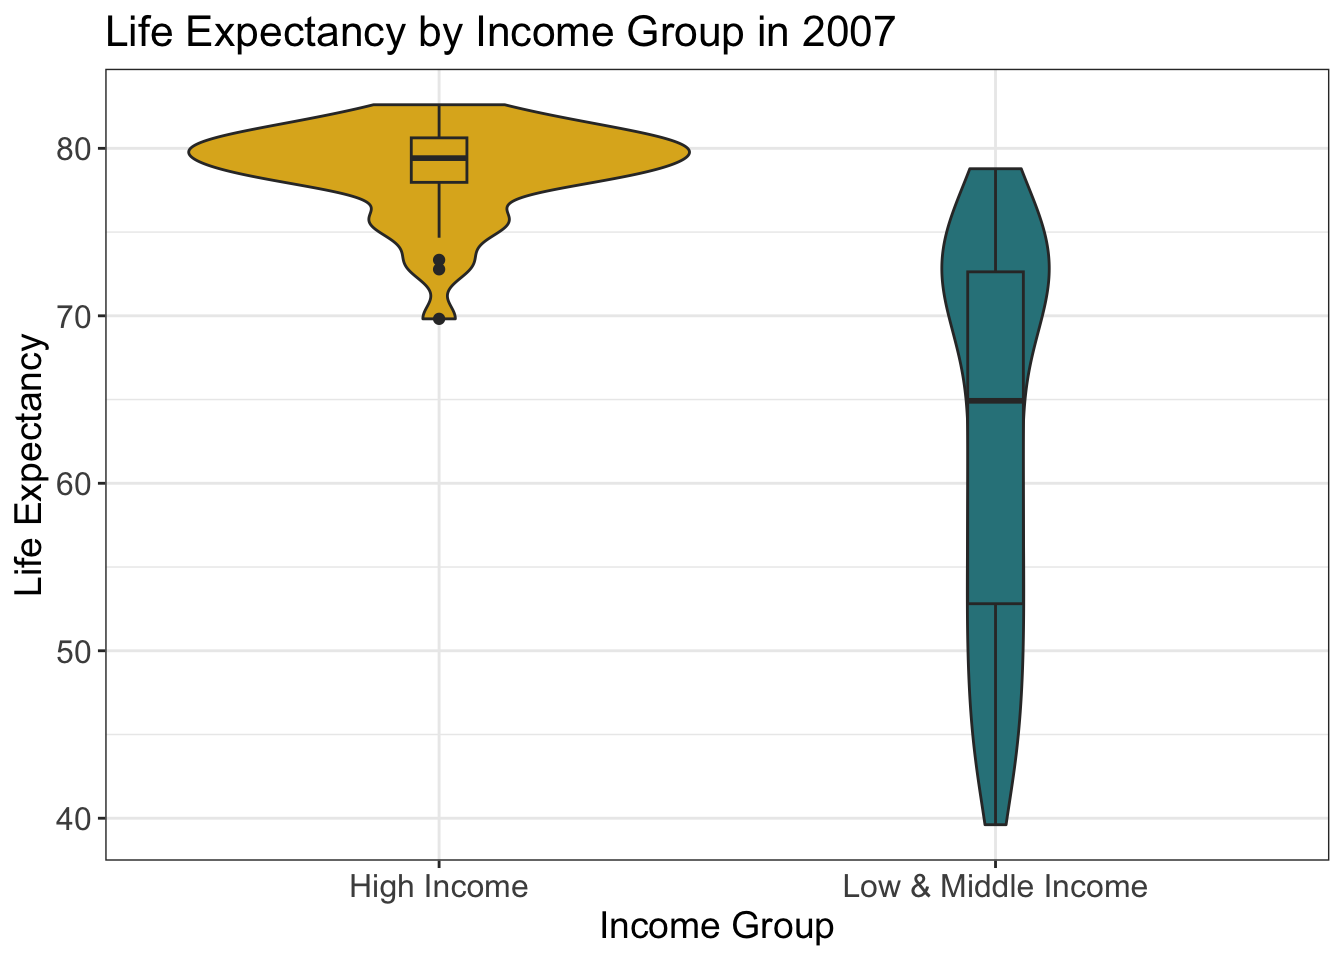 Life Expectancy by Income Group in 2007
Life Expectancy
80
70
60
50
40
High Income
Low & Middle Income
Income Group